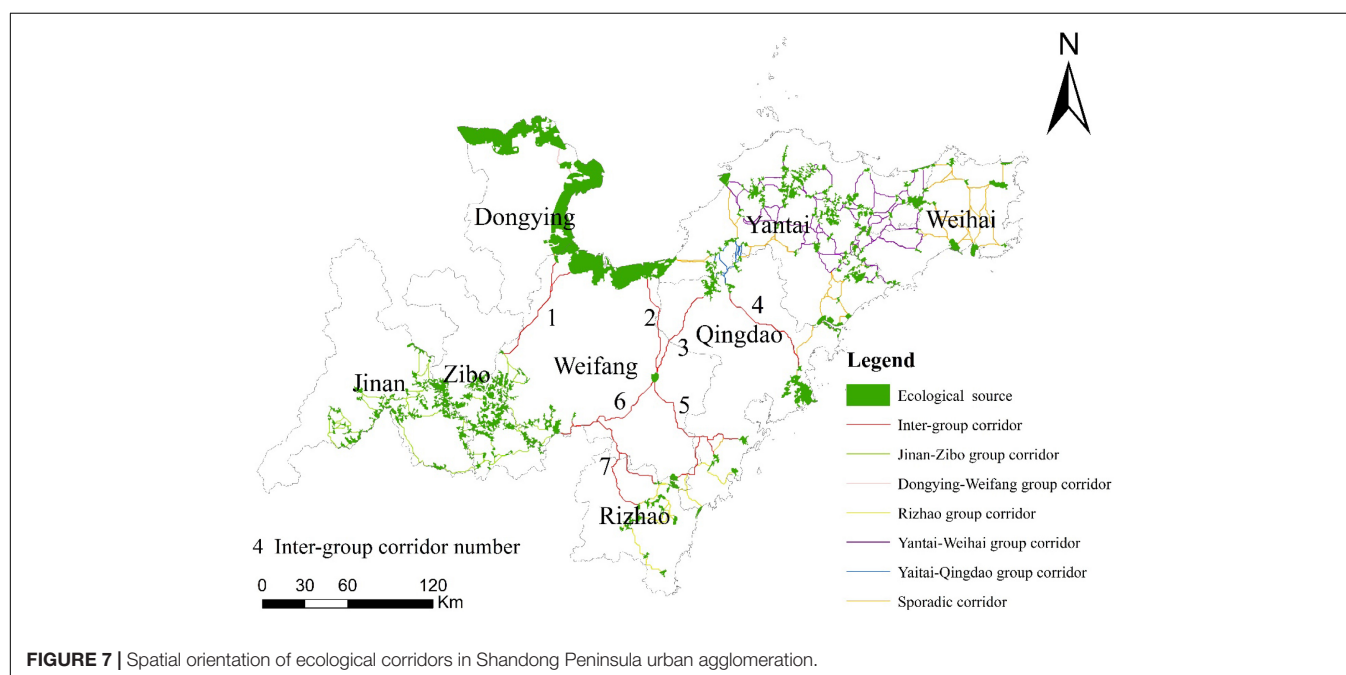 N
Dongying
Yantai
Weihai
1
2
4
3
Qingdao
Weifang
Jinan
Zibo
6
5
7
Rizhao
4 Inter-group corridor number
0 30 60 120
Km
Legend
Ecological source
Inter-group corridor
Jinan-Zibo group corridor
Dongying-Weifang group corridor
Rizhao group corridor
Yantai-Weihai group corridor
Yaitai-Qingdao group corridor
Sporadic corridor
FIGURE 7 | Spatial orientation of ecological corridors in Shandong Peninsula urban agglomeration.